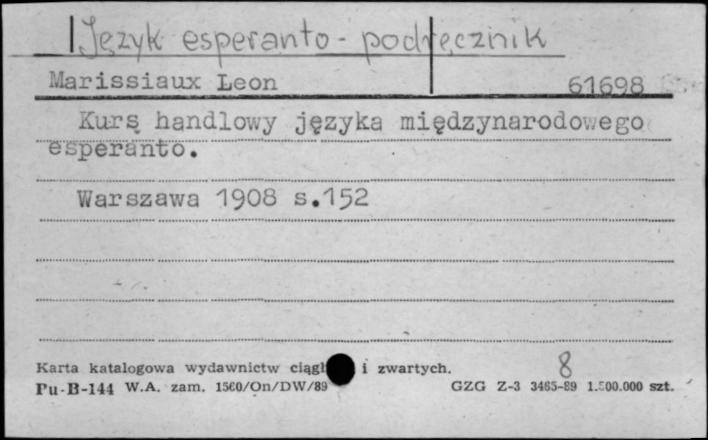 Język esperanto - podręcznik
Marissiaux Leon 61698
Kurs handlowy języka międzynarodowego
esperanto.
Warszawa 1908 s.152
8
Karta katalogowa wydawnictw i zwartych.
Pu-B-144 W.A. zam. 1560/On/DW/89 GZG Z-3 3465-89 1.500.000 szt.